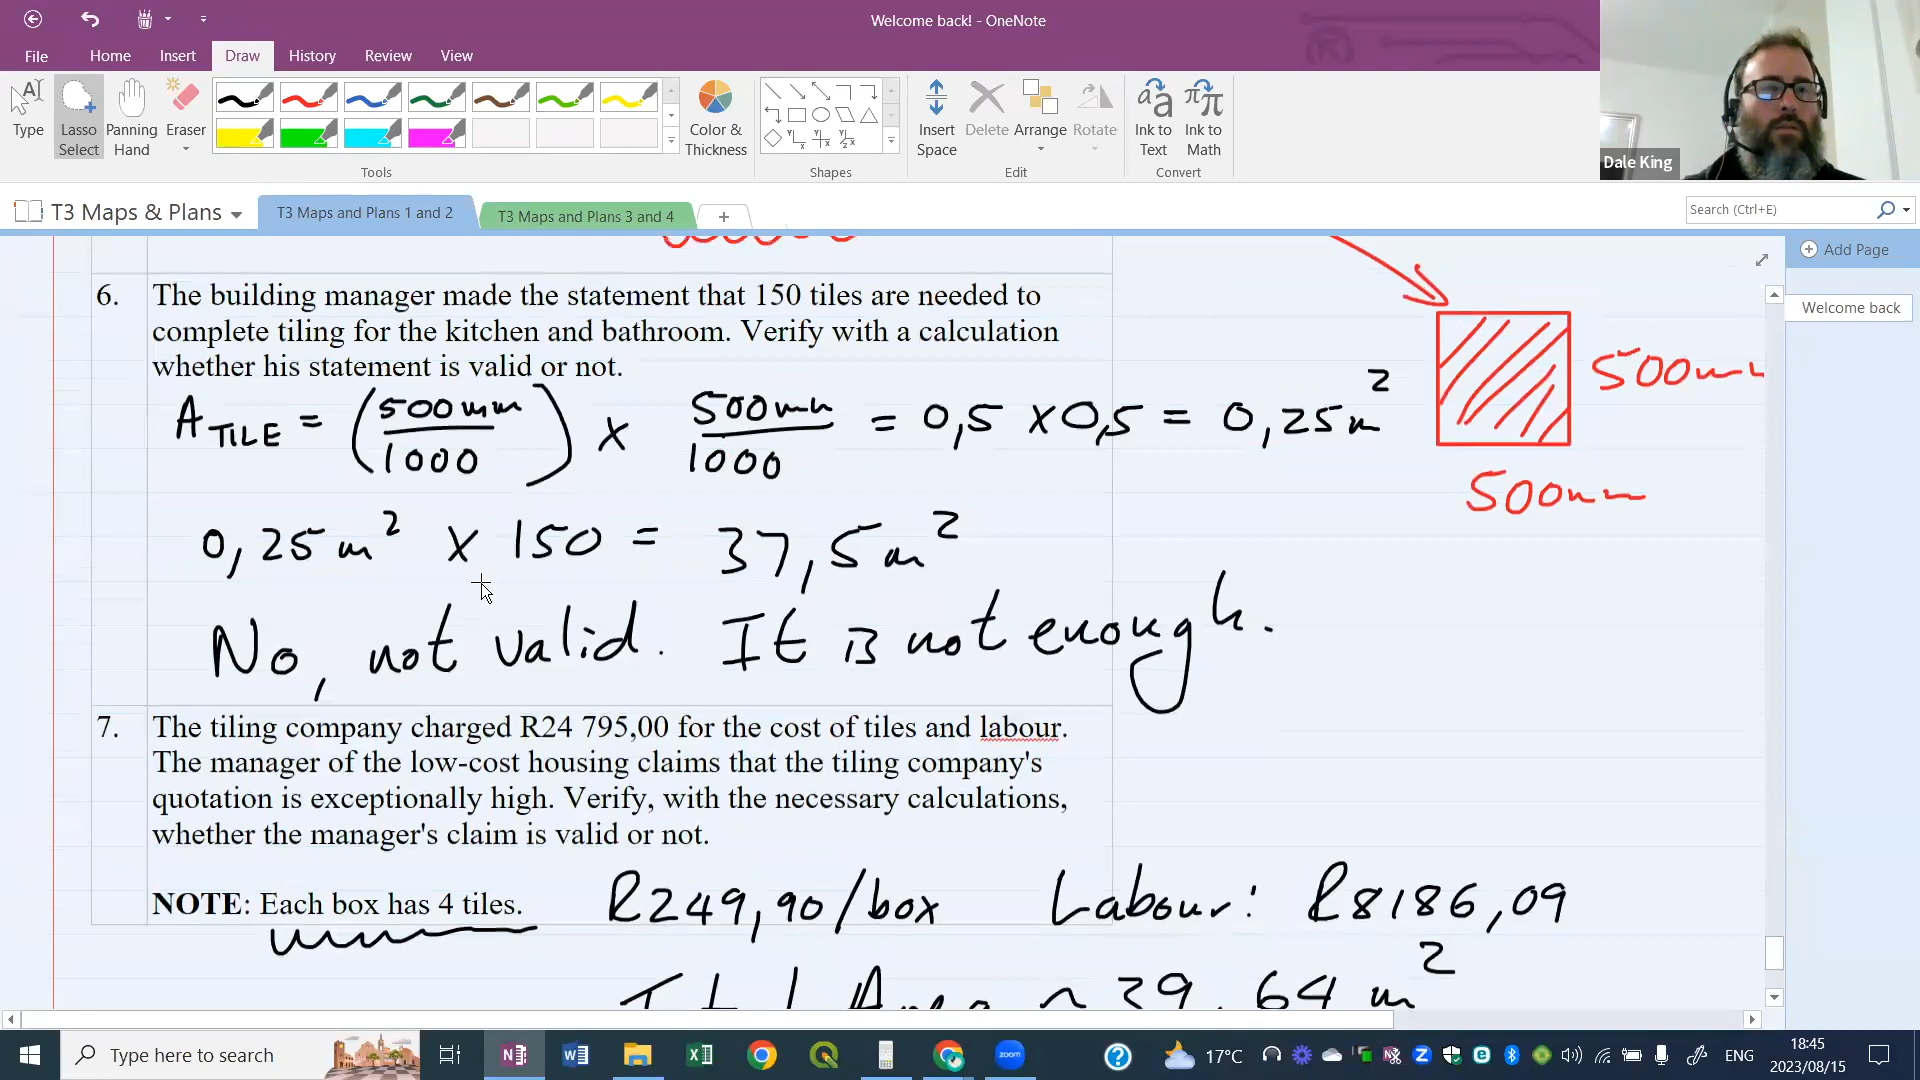 Welcome back! - OneNote
File Home Insert Draw History Review View
Type
Lasso Select
Panning Hand
Eraser
Color & Thickness
Insert Space
Delete
Arrange
Rotate
Ink to Text
Ink to Math
Tools
Shapes
Edit
Convert
Dale King
T3 Maps & Plans
T3 Maps and Plans 1 and 2
T3 Maps and Plans 3 and 4
Search (Ctrl+E)
Add Page
Welcome back
6. The building manager made the statement that 150 tiles are needed to
complete tiling for the kitchen and bathroom. Verify with a calculation
whether his statement is valid or not.
A TILE = (500mm/1000) x 500mm/1000 = 0,5 x 0,5 = 0,25m²
500mm
500mm
0,25m² x 150 = 37,5m²
No, not valid. It is not enough.
7. The tiling company charged R24 795,00 for the cost of tiles and labour.
The manager of the low-cost housing claims that the tiling company's
quotation is exceptionally high. Verify, with the necessary calculations,
whether the manager's claim is valid or not.
NOTE: Each box has 4 tiles. R249,90/box Labour: R8186,09
Area 39,64 m²
Type here to search
17°C
ENG
18:45
2023/08/15